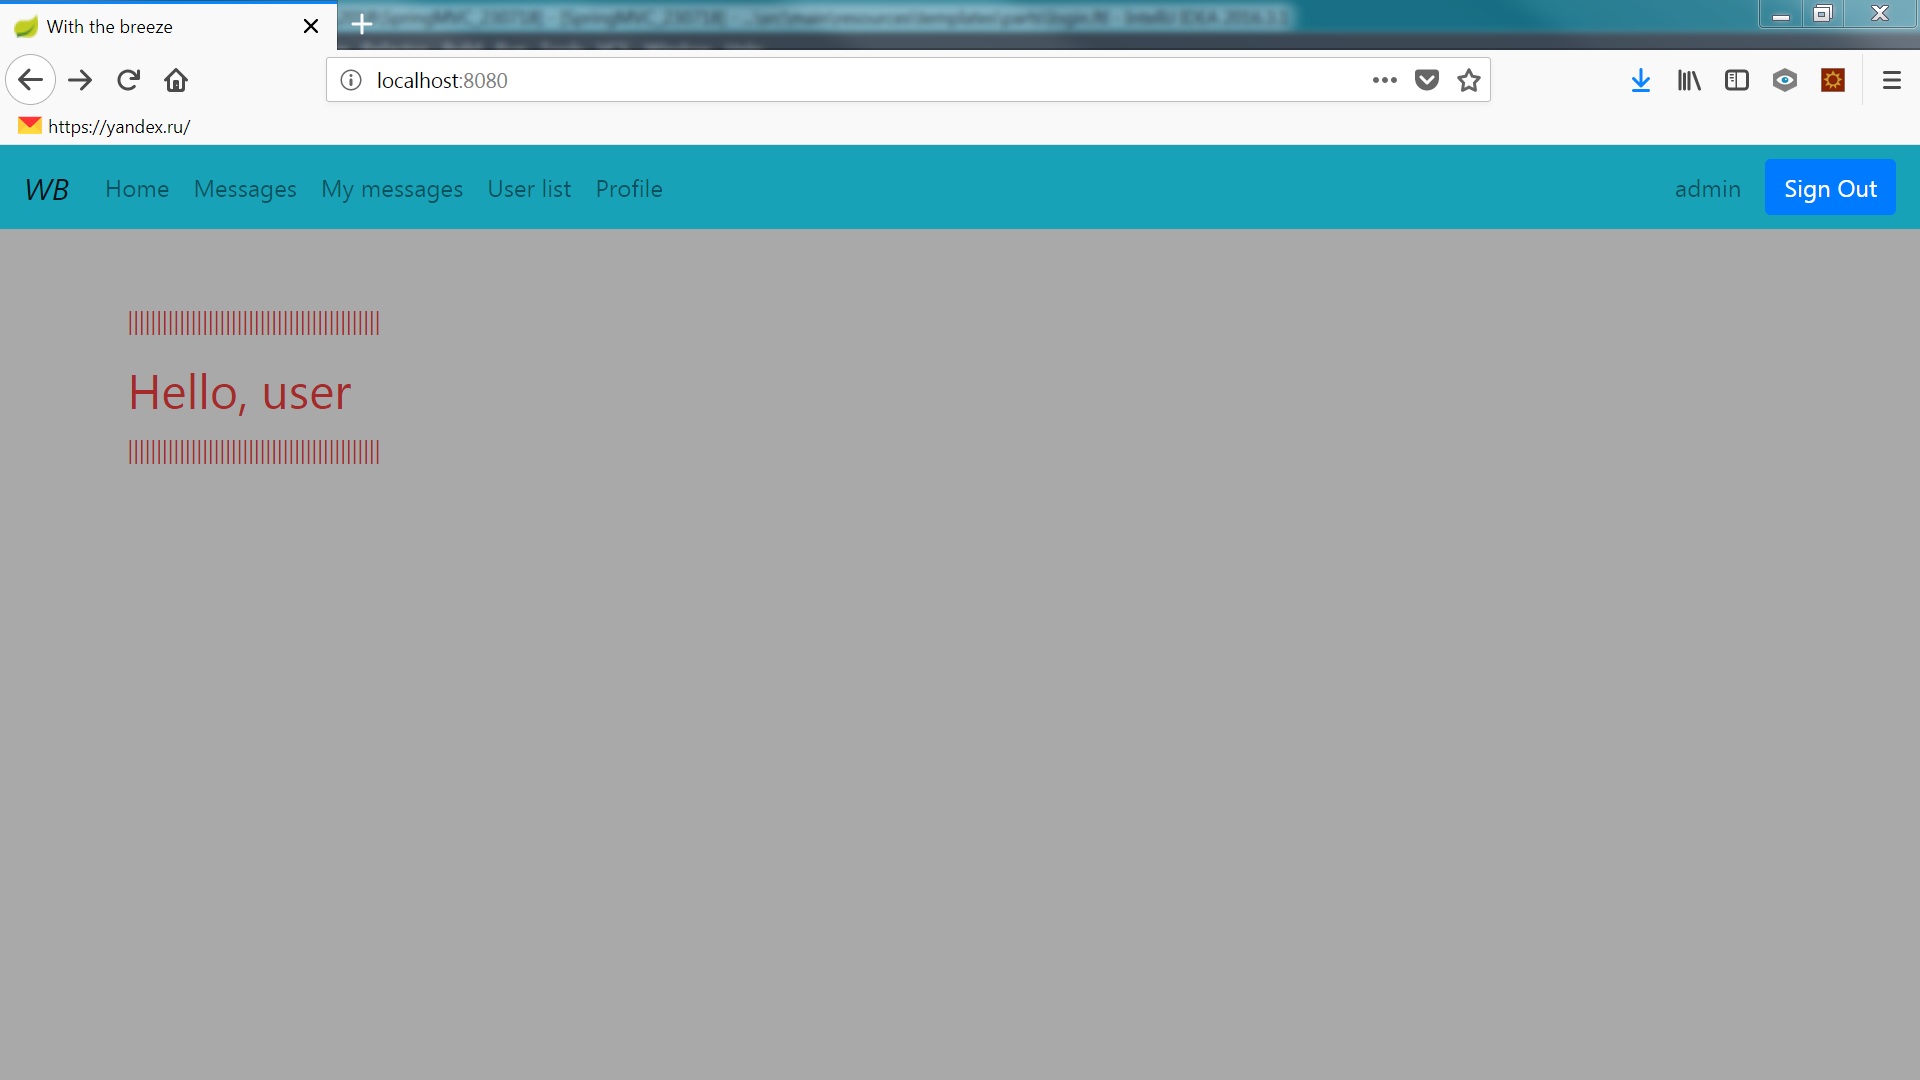 With the breeze
localhost:8080
https://yandex.ru/
WB Home Messages My messages User list Profile admin Sign Out
Hello, user